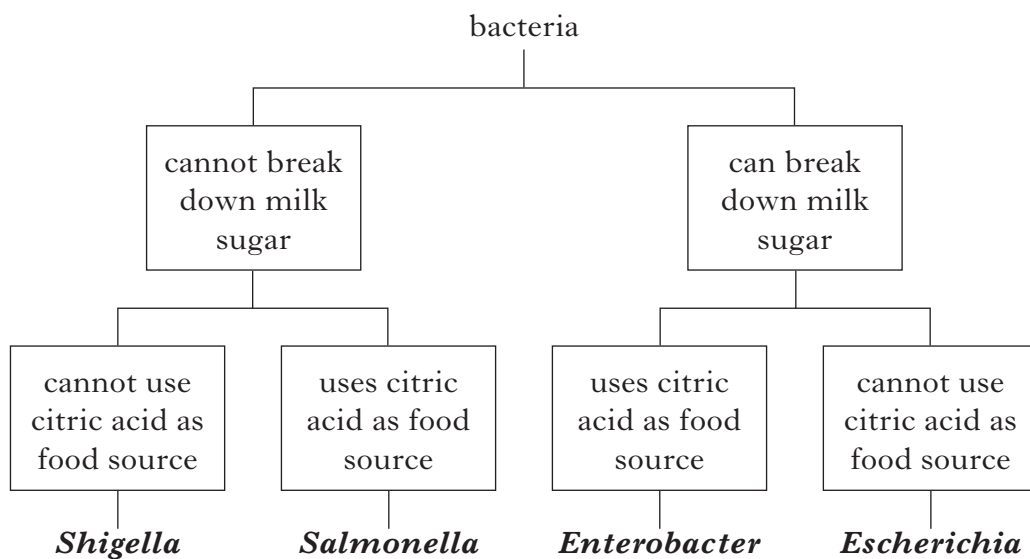 bacteria
cannot break
down milk
sugar
can break
down milk
sugar
cannot use
citric acid as
food source
uses citric
acid as food
source
uses citric
acid as food
source
cannot use
citric acid as
food source
Shigella
Salmonella
Enterobacter
Escherichia